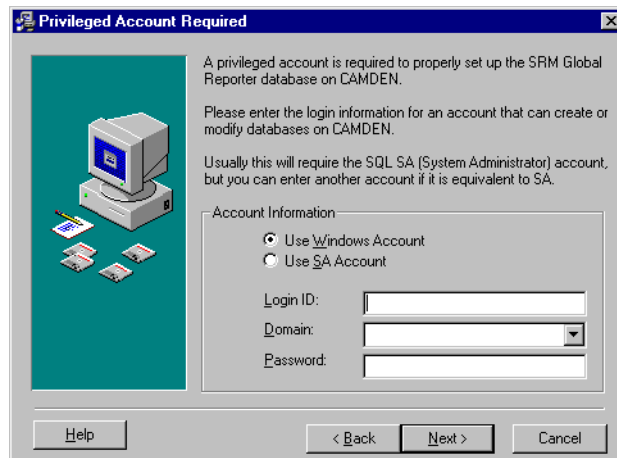 Privileged Account Required
A privileged account is required to properly set up the SRM Global
Reporter database on CAMDEN.
Please enter the login information for an account that can create or
modify databases on CAMDEN.
Usually this will require the SQL SA (System Administrator) account,
but you can enter another account if it is equivalent to SA.
Account Information
Use Windows Account
Use SA Account
Login ID:
Domain:
Password:
Help
< Back
Next >
Cancel